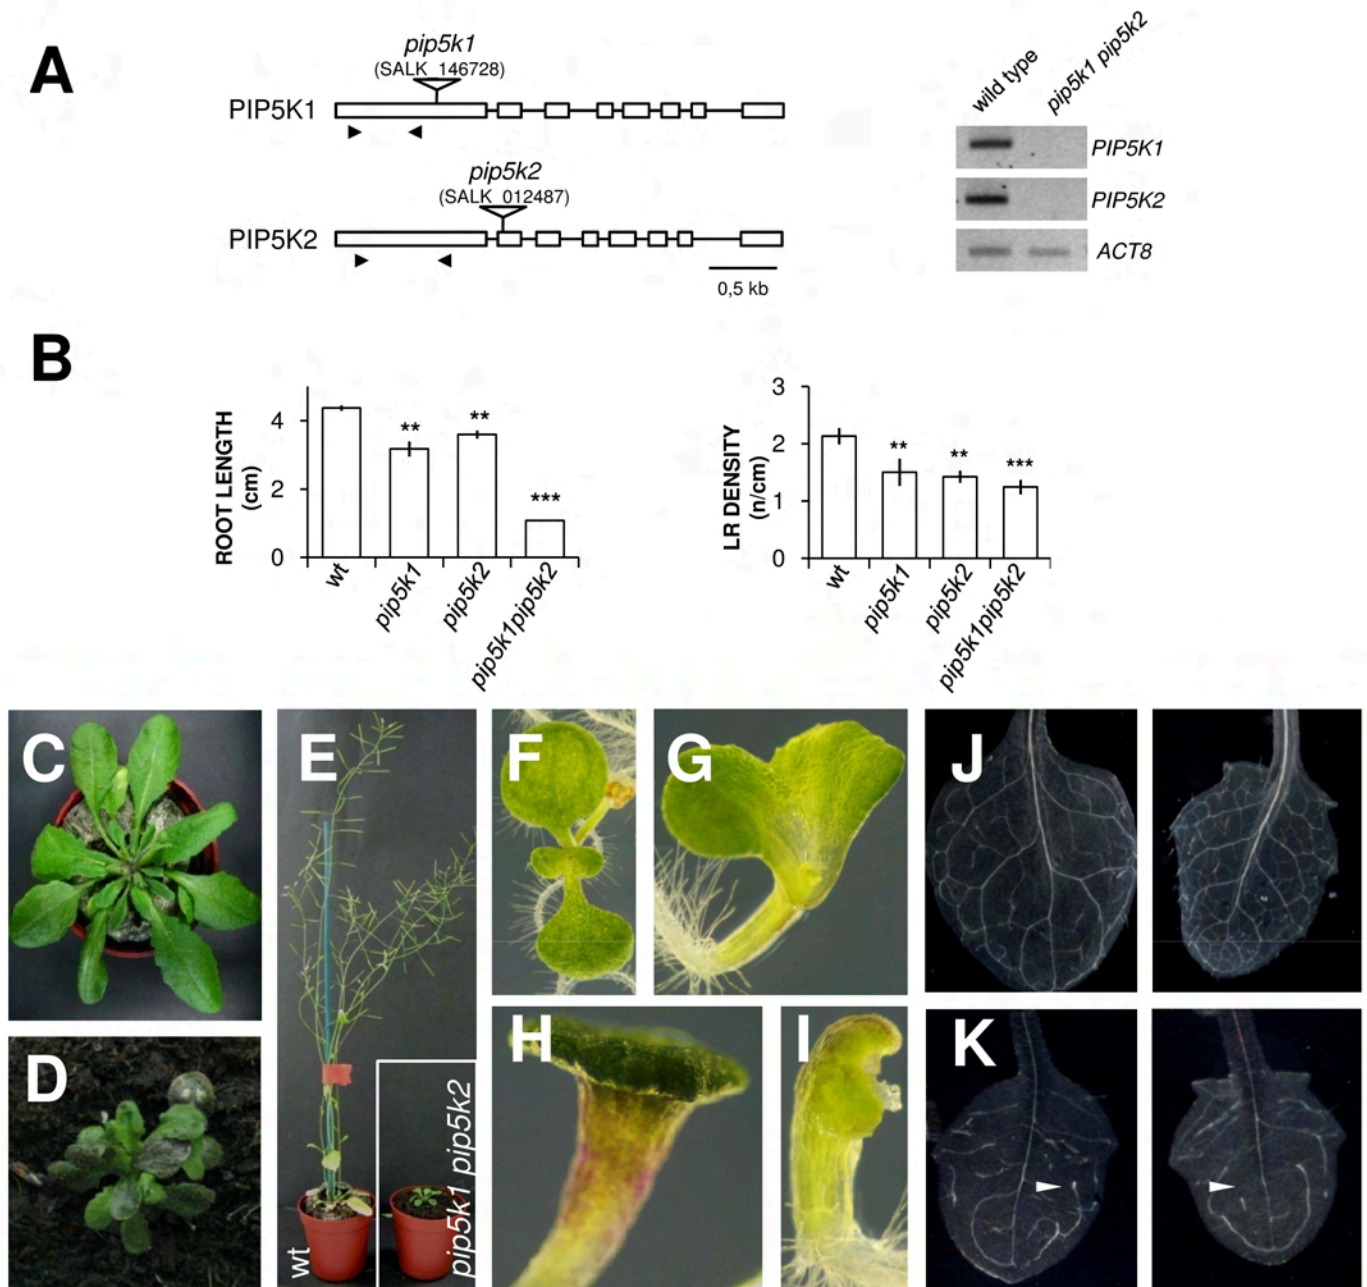 A
pip5k1
(SALK_146728)
PIP5K1
pip5k2
(SALK_012487)
PIP5K2
0,5 kb
wild type
pip5k1 pip5k2
PIP5K1
PIP5K2
ACT8
B
ROOT LENGTH
(cm)
4
2
0
**
**
***
wt
pip5k1
pip5k2
pip5k1pip5k2
LR DENSITY
(n/cm)
3
2
1
0
**
**
***
wt
pip5k1
pip5k2
pip5k1pip5k2
C
D
E
wt
pip5k1 pip5k2
F
G
H
I
J
K